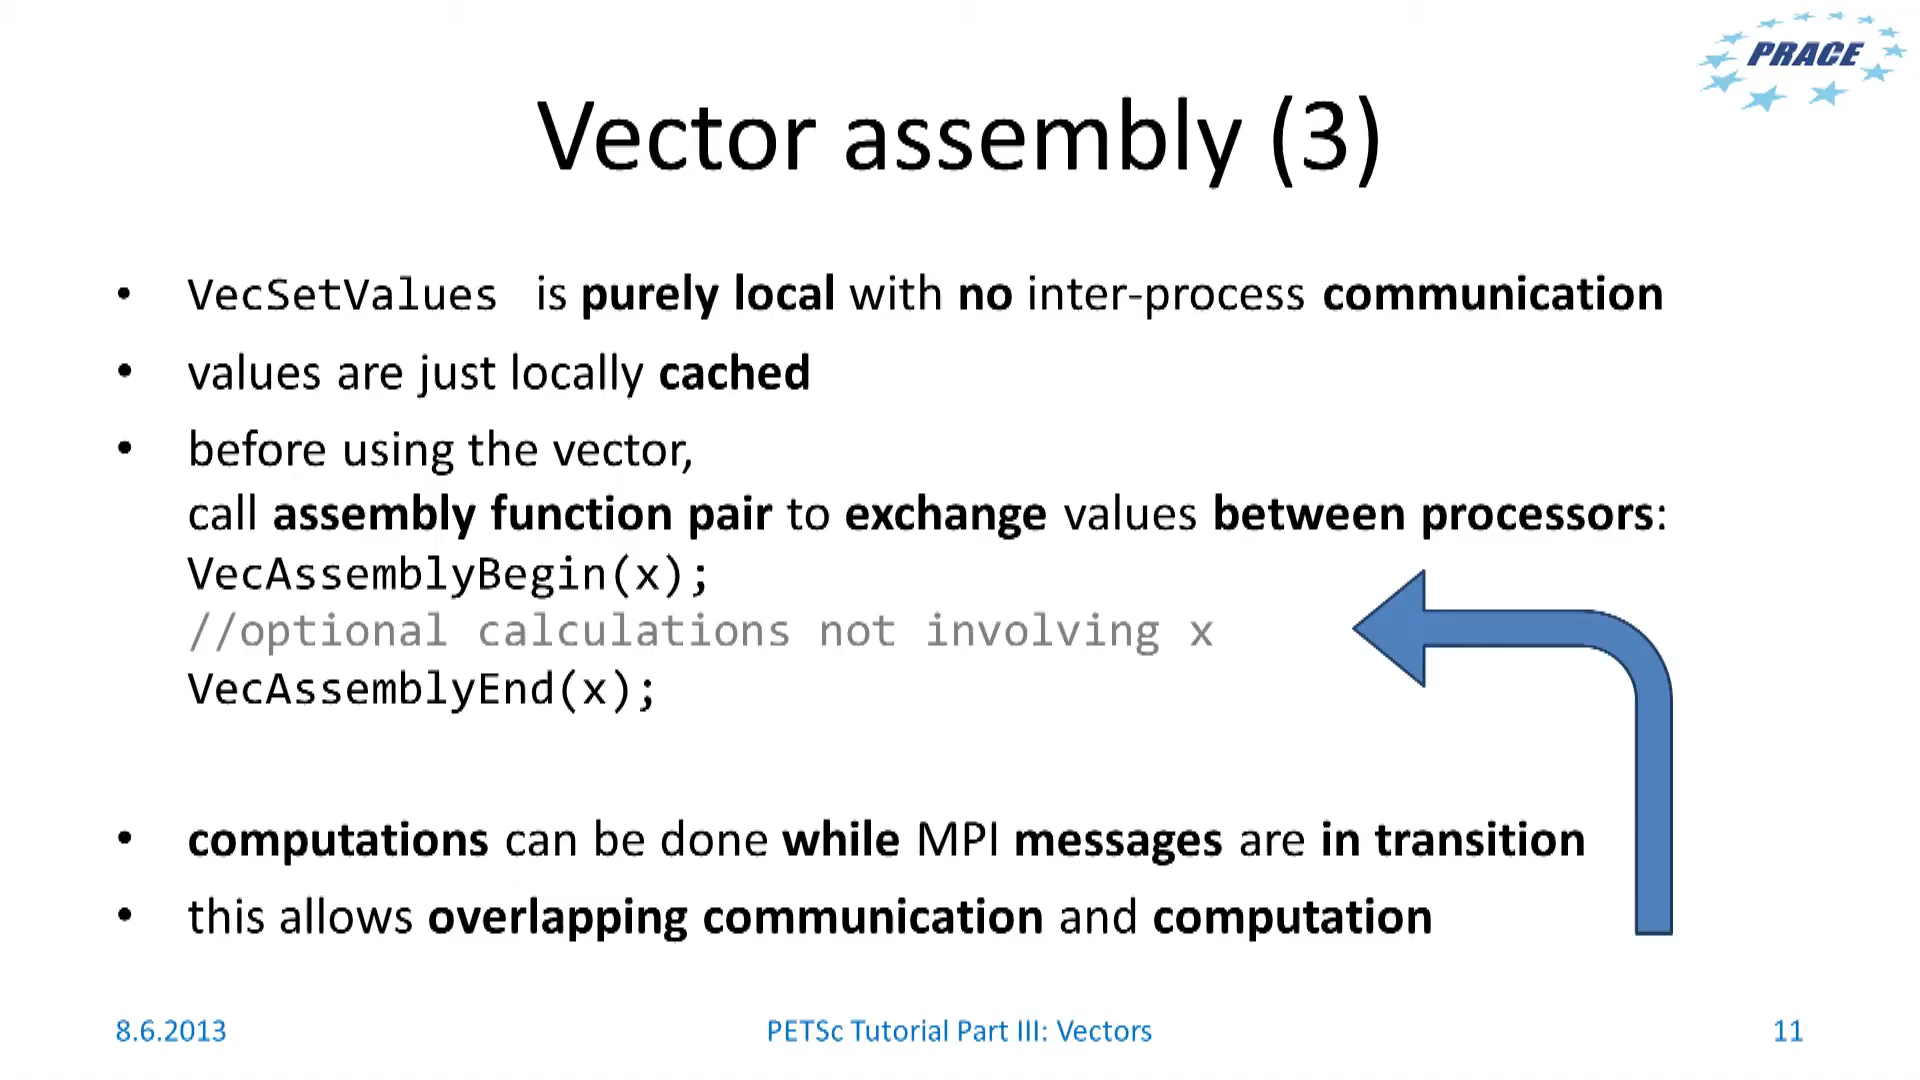 PRACE
Vector assembly (3)
• VecSetValues is purely local with no inter-process communication
• values are just locally cached
• before using the vector,
call assembly function pair to exchange values between processors:
VecAssemblyBegin(x);
//optional calculations not involving x
VecAssemblyEnd(x);
• computations can be done while MPI messages are in transition
• this allows overlapping communication and computation
8.6.2013
PETSc Tutorial Part III: Vectors
11